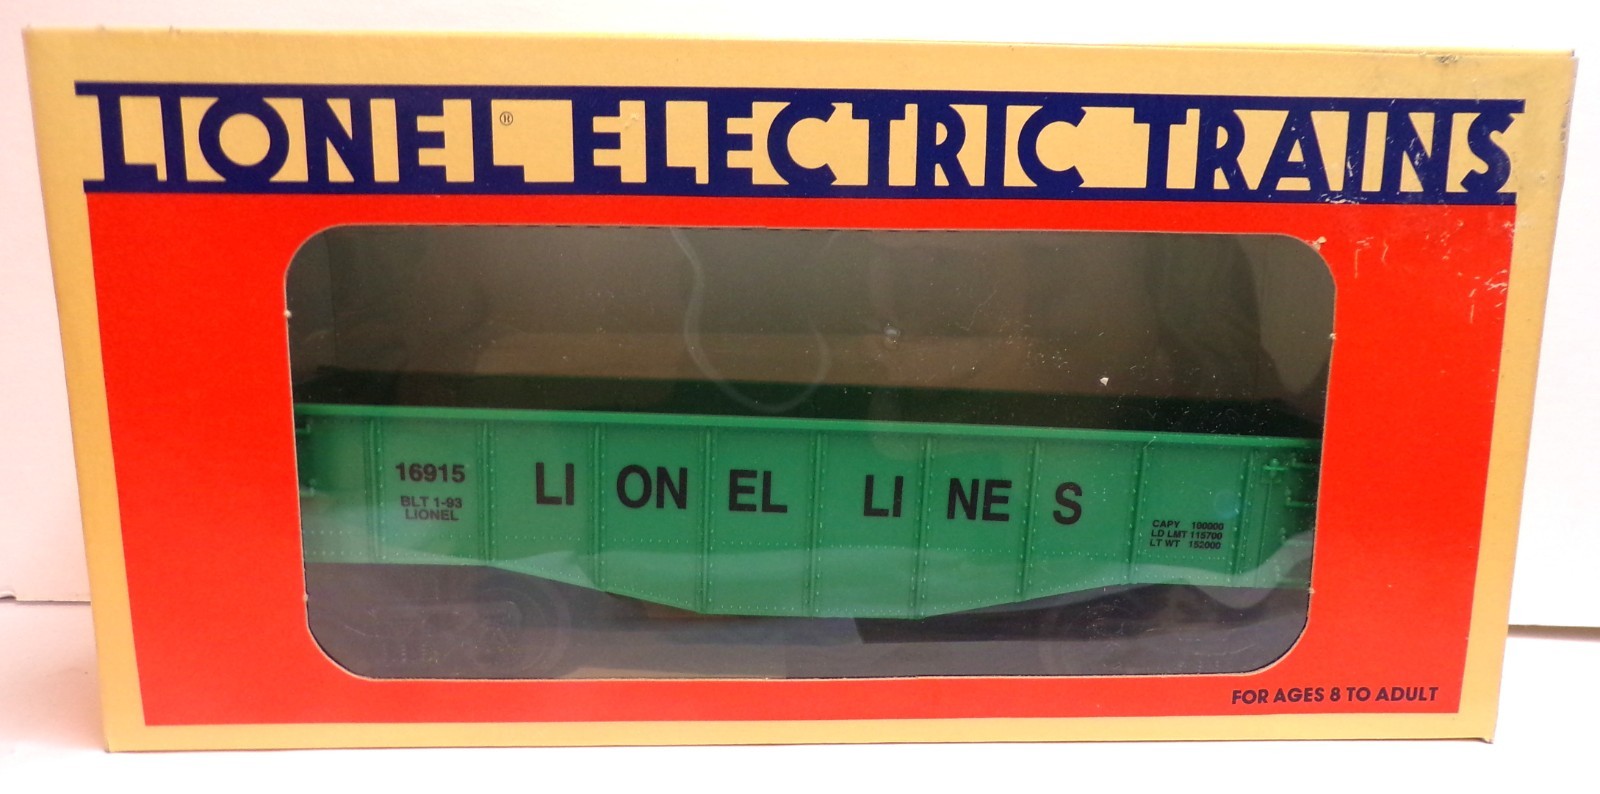 LIONEL® ELECTRIC TRAINS
16915
BLT 1-93
LIONEL
LIONEL LINES
CAPY 100000
LD LMT 115700
LT WT 152000
FOR AGES 8 TO ADULT